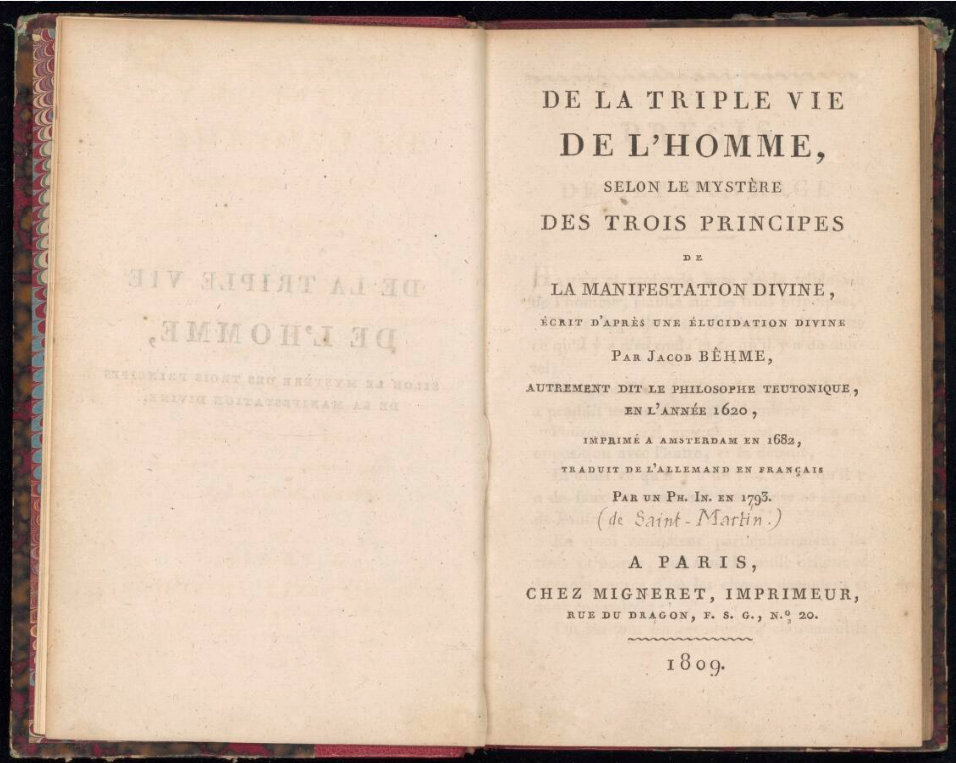 DE LA TRIPLE VIE
DE L'HOMME,
SELON LE MYSTÈRE
DES TROIS PRINCIPES
DE
LA MANIFESTATION DIVINE,
ÉCRIT D'APRÈS UNE ÉLUCIDATION DIVINE
PAR JACOB BÊHME,
AUTREMENT DIT LE PHILOSOPHE TEUTONIQUE,
EN L'ANNÉE 1620,
IMPRIMÉ A AMSTERDAM EN 1682,
TRADUIT DE L'ALLEMAND EN FRANÇAIS
PAR UN PH. IN. EN 1793.
(de Saint-Martin.)
A PARIS,
CHEZ MIGNERET, IMPRIMEUR,
RUE DU DRAGON, F. S. G., N.º 20.
1809.